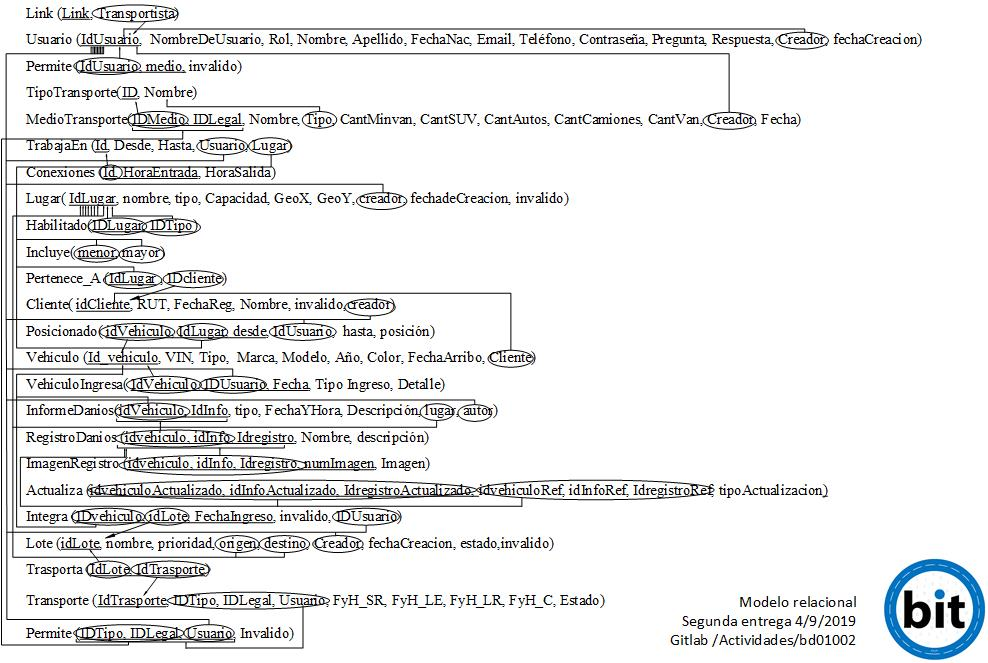 Link (Link, Transportista)
Usuario (IdUsuario, NombreDeUsuario, Rol, Nombre, Apellido, FechaNac, Email, Teléfono, Contraseña, Pregunta, Respuesta, Creador, fechaCreacion)
Permite (IdUsuario, medio, invalido)
TipoTransporte(ID, Nombre)
MedioTransporte(IDMedio, IDLegal, Nombre, Tipo, CantMinvan, CantSUV, CantAutos, CantCamiones, CantVan, Creador, Fecha)
TrabajaEn (Id, Desde, Hasta, Usuario, Lugar)
Conexiones (Id, HoraEntrada, HoraSalida)
Lugar( IdLugar, nombre, tipo, Capacidad, GeoX, GeoY, creador, fechadeCreacion, invalido)
Habilitado(IDLugar, IDTipo)
Incluye(menor, mayor)
Pertenece_A (IdLugar, IDcliente)
Cliente( idCliente, RUT, FechaReg, Nombre, invalido, creador)
Posicionado (idVehiculo, IdLugar, desde, IdUsuario, hasta, posición)
Vehiculo (Id_vehiculo, VIN, Tipo, Marca, Modelo, Año, Color, FechaArribo, Cliente)
VehiculoIngresa(IdVehiculo, IDUsuario, Fecha, Tipo Ingreso, Detalle)
InformeDanios(idVehiculo, IdInfo, tipo, FechaYHora, Descripción, lugar, autor)
RegistroDanios(idvehiculo, idInfo, Idregistro, Nombre, descripción)
ImagenRegistro(idvehiculo, idInfo, Idregistro, numImagen, Imagen)
Actualiza (idvehiculoActualizado, idInfoActualizado, IdregistroActualizado, idvehiculoRef, idInfoRef, IdregistroRef, tipoActualizacion)
Integra (IDvehiculo, idLote, FechaIngreso, invalido, IDUsuario)
Lote (idLote, nombre, prioridad, origen, destino, Creador, fechaCreacion, estado,invalido)
Trasporta (IdLote, IdTrasporte)
Transporte (IdTrasporte, IDTipo, IDLegal, Usuario, FyH_SR, FyH_LE, FyH_LR, FyH_C, Estado)
Permite (IDTipo, IDLegal, Usuario, Invalido)
Modelo relacional
Segunda entrega 4/9/2019
Gitlab /Actividades/bd01002
bit